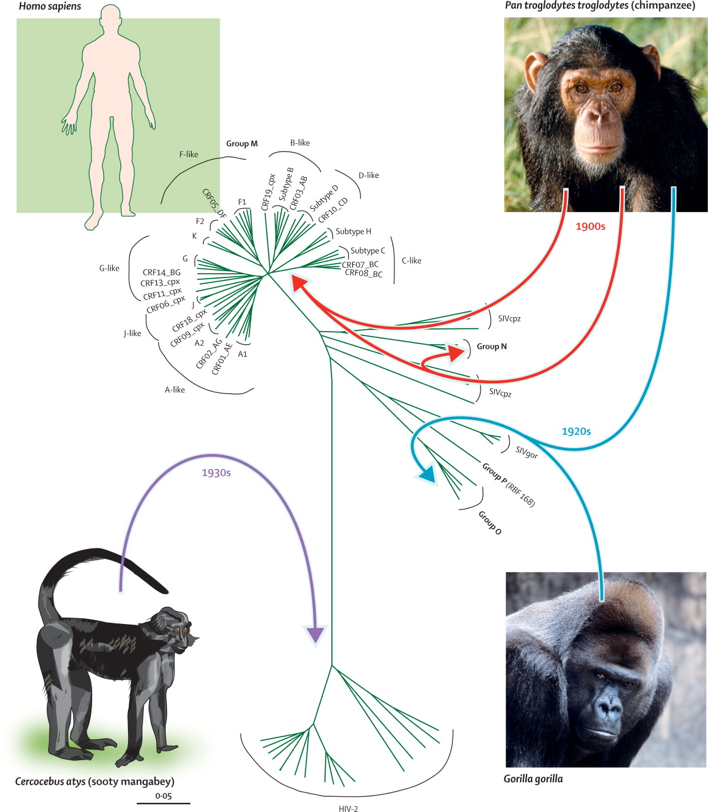 Homo sapiens
Pan troglodytes troglodytes (chimpanzee)
Group M
B-like
F-like
D-like
CRF05_DF
F1
CRF19_cpx
Subtype B
CRF03_AB
Subtype D
CRF10_CD
F2
K
Subtype H
G
Subtype C
G-like
C-like
CRF14_BG
CRF07_BC
CRF13_cpx
CRF08_BC
CRF11_cpx
CRF06_cpx
J
J-like
CRF18_cpx
CRF09_cpx
A2
CRF02_AG
CRF01_AE
A1
A-like
1900s
SIVcpz
Group N
SIVcpz
1920s
SIVgor
Group P (RBF168)
Group O
1930s
Cercocebus atys (sooty mangabey)
0·05
HIV-2
Gorilla gorilla